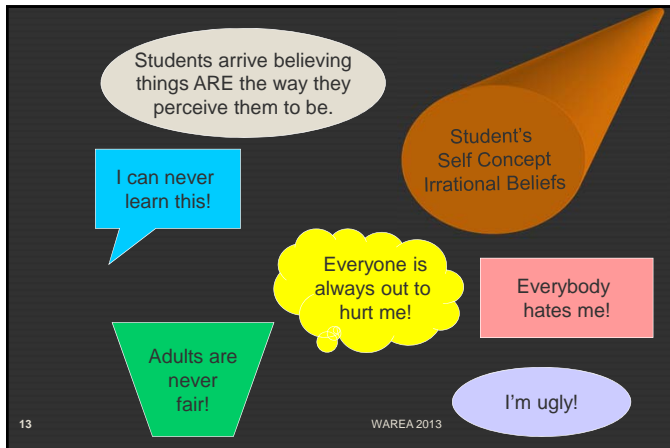 Students arrive believing
things ARE the way they
perceive them to be.
Student's
Self Concept
Irrational Beliefs
I can never
learn this!
Everyone is
always out to
hurt me!
Everybody
hates me!
Adults are
never
fair!
I'm ugly!
13
WAREA 2013